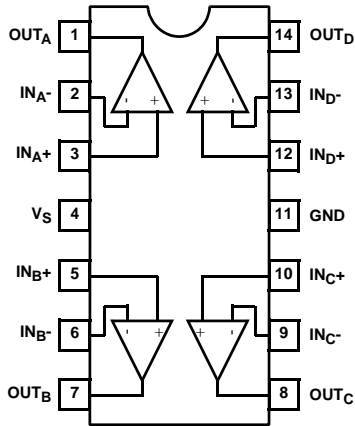 OUTA 1 14 OUTD
INA- 2 - + + - 13 IND-
INA+ 3 12 IND+
VS 4 11 GND
INB+ 5 10 INC+
INB- 6 - + + - 9 INC-
OUTB 7 8 OUTC